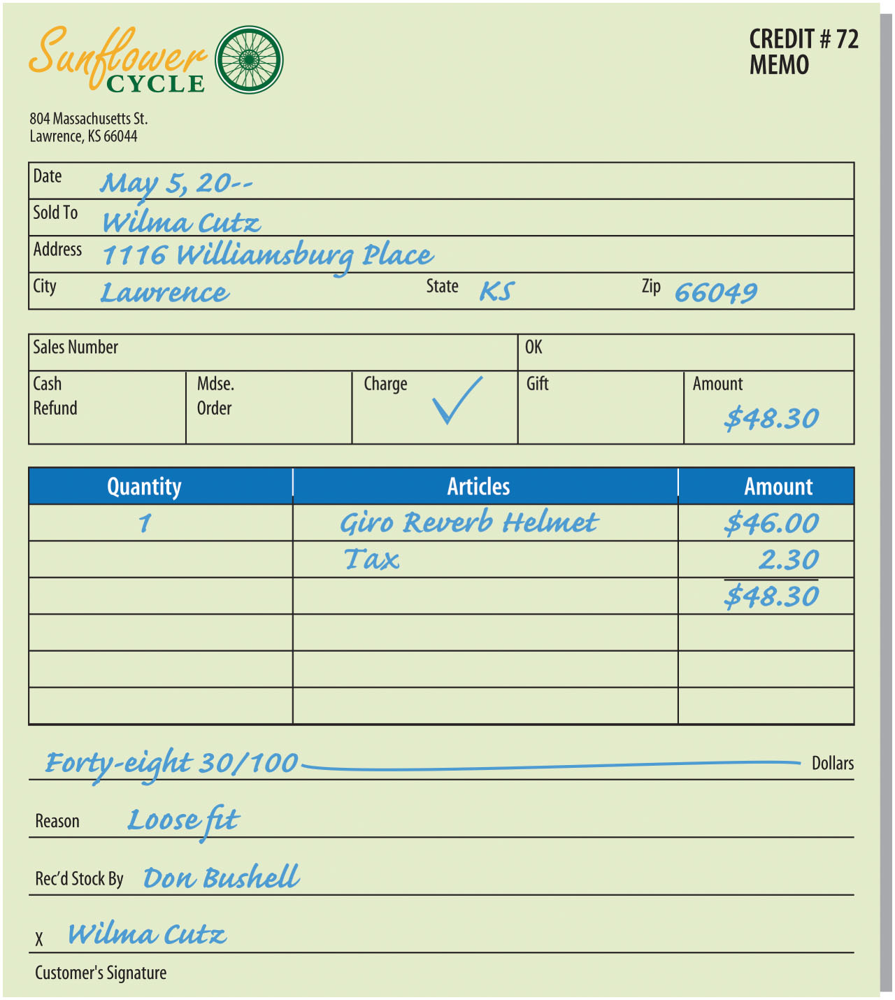 Sunflower
CYCLE
CREDIT # 72
MEMO
804 Massachusetts St.
Lawrence, KS 66044
Date May 5, 20--
Sold To Wilma Cutz
Address 1116 Williamsburg Place
City Lawrence State KS Zip 66049
Sales Number OK
Cash Refund Mdse. Order Charge ✓ Gift Amount $48.30
Quantity Articles Amount
1 Giro Reverb Helmet $46.00
Tax 2.30
$48.30
Forty-eight 30/100 Dollars
Reason Loose fit
Rec’d Stock By Don Bushell
X Wilma Cutz
Customer's Signature